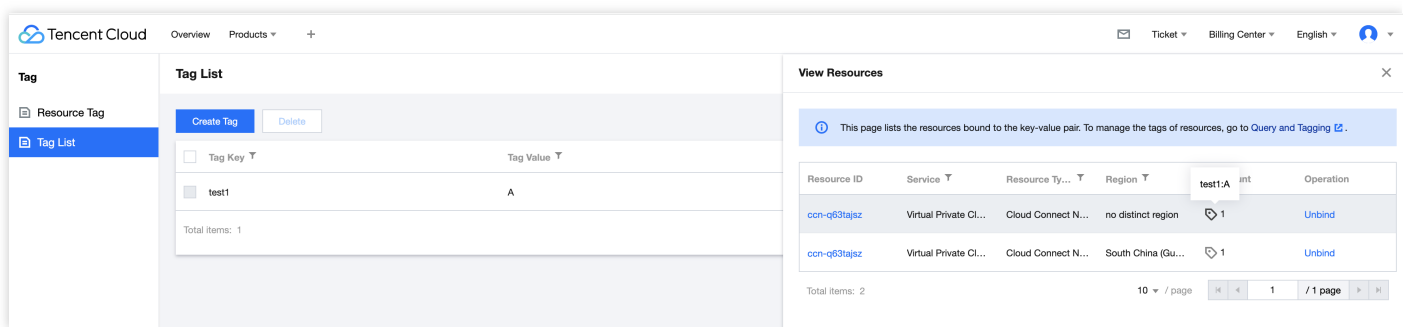 Tencent Cloud
Overview
Products
Ticket
Billing Center
English
Tag
Resource Tag
Tag List
Tag List
Create Tag
Delete
Tag Key
Tag Value
test1
A
Total items: 1
View Resources
This page lists the resources bound to the key-value pair. To manage the tags of resources, go to Query and Tagging .
Resource ID
Service
Resource Ty...
Region
test1:A
Operation
ccn-q63tajsz
Virtual Private Cl...
Cloud Connect N...
no distinct region
1
Unbind
ccn-q63tajsz
Virtual Private Cl...
Cloud Connect N...
South China (Gu...
1
Unbind
Total items: 2
10 / page
1
/ 1 page